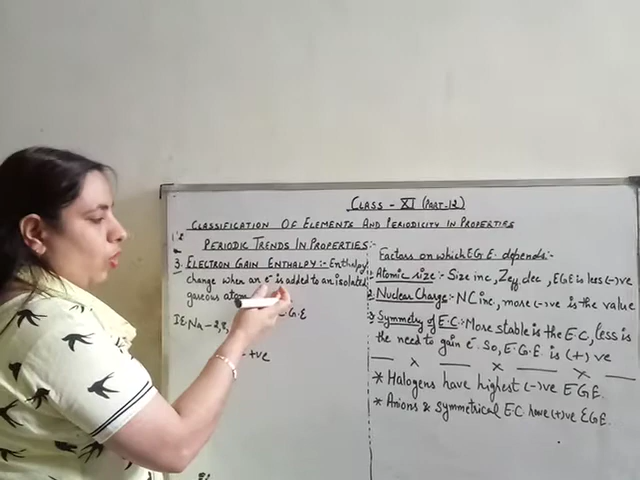 CLASS - XI (PART-12)
CLASSIFICATION OF ELEMENTS AND PERIODICITY IN PROPERTIES
PERIODIC TRENDS IN PROPERTIES:-
3. ELECTRON GAIN ENTHALPY:- Enthalpy
change when an e⁻ is added to an isolated
gaseous atom
IE: Na - 2,8,
E.G.E
+ve
Factors on which E.G.E. depends:-
1. Atomic size:- Size inc, Zeff dec, EGE is less (-)ve
2. Nuclear Charge:- NC inc, more (-)ve is the value
3. Symmetry of E.C:- More stable is the E.C, less is
the need to gain e⁻. So, E.G.E. is (+)ve
* Halogens have highest (-)ve EGE.
* Anions & symmetrical E.C. have (+)ve EGE.